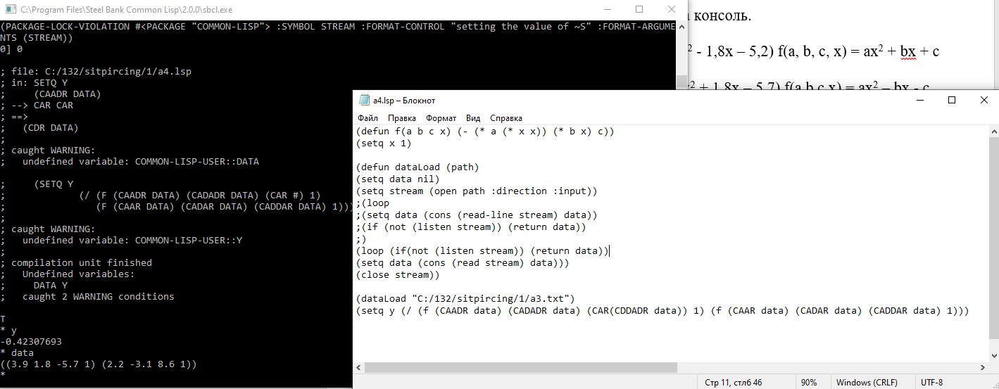 C:\Program Files\Steel Bank Common Lisp\2.0.0\sbcl.exe
(PACKAGE-LOCK-VIOLATION #<PACKAGE "COMMON-LISP"> :SYMBOL STREAM :FORMAT-CONTROL "setting the value of ~S" :FORMAT-ARGUME
NTS (STREAM))
0] 0
; file: C:/132/sitpircing/1/a4.lsp
; in: SETQ Y
;     (CAADR DATA)
; --> CAR CAR
; ==>
;   (CDR DATA)
;
; caught WARNING:
;   undefined variable: COMMON-LISP-USER::DATA
;     (SETQ Y
;             (/ (F (CAADR DATA) (CADADR DATA) (CAR #) 1)
;                (F (CAAR DATA) (CADAR DATA) (CADDAR DATA) 1)))
;
; caught WARNING:
;   undefined variable: COMMON-LISP-USER::Y
;
; compilation unit finished
;   Undefined variables:
;     DATA Y
;   caught 2 WARNING conditions
T
* y
-0.42307693
* data
((3.9 1.8 -5.7 1) (2.2 -3.1 8.6 1))
*
консоль.
² - 1,8x – 5,2) f(a, b, c, x) = ax² + bx + c
x² + 1,8x – 5,7) f(a,b,c,x) = ax² – bx - c
a4.lsp – Блокнот
Файл Правка Формат Вид Справка
(defun f(a b c x) (- (* a (* x x)) (* b x) c))
(setq x 1)
(defun dataLoad (path)
(setq data nil)
(setq stream (open path :direction :input))
;(loop
;(setq data (cons (read-line stream) data))
;(if (not (listen stream)) (return data))
;)
(loop (if(not (listen stream)) (return data))
(setq data (cons (read stream) data)))
(close stream))
(dataLoad "C:/132/sitpircing/1/a3.txt")
(setq y (/ (f (CAADR data) (CADADR data) (CAR(CDDADR data)) 1) (f (CAAR data) (CADAR data) (CADDAR data) 1)))
Стр 11, стлб 46
90%
Windows (CRLF)
UTF-8